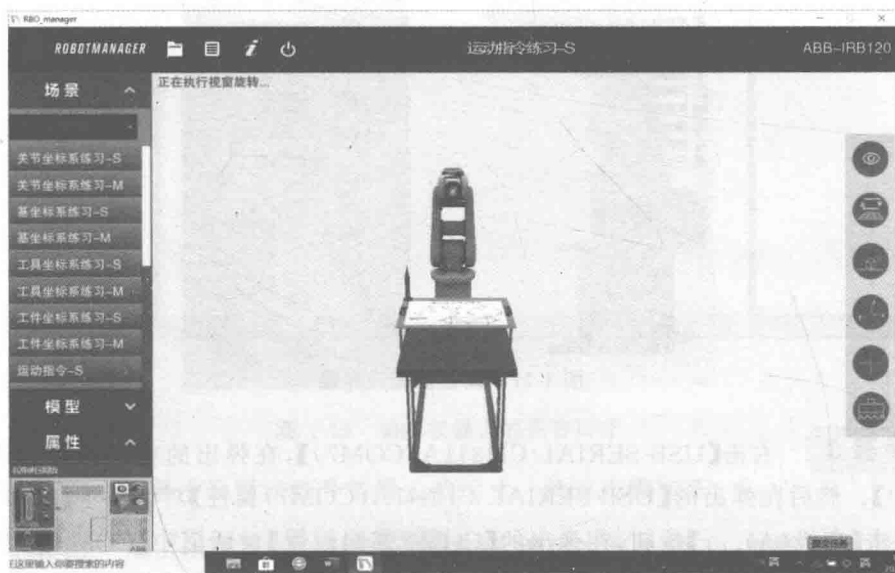 RBO_manager
ROBOTMANAGER
运动指令练习-S
ABB-IRB120
场景
正在执行视窗旋转...
关节坐标系练习-S
关节坐标系练习-M
基坐标系练习-S
基坐标系练习-M
工具坐标系练习-S
工具坐标系练习-M
工件坐标系练习-S
工件坐标系练习-M
运动指令-S
模型
属性
在这里输入你要搜索的内容